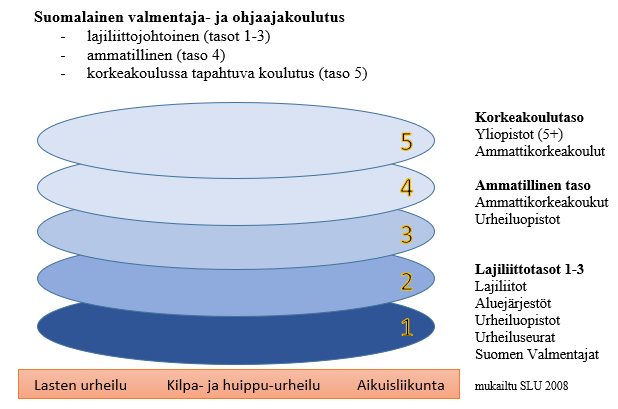 Suomalainen valmentaja- ja ohjaajakoulutus
- lajiliittojohtoinen (tasot 1-3)
- ammatillinen (taso 4)
- korkeakoulussa tapahtuva koulutus (taso 5)
5
4
3
2
1
Korkeakoulutaso
Yliopistot (5+)
Ammattikorkeakoulut
Ammatillinen taso
Ammattikorkeakoukut
Urheiluopistot
Lajiliittotasot 1-3
Lajiliitot
Aluejärjestöt
Urheiluopistot
Urheiluseurat
Suomen Valmentajat
Lasten urheilu Kilpa- ja huippu-urheilu Aikuisliikunta
mukailtu SLU 2008